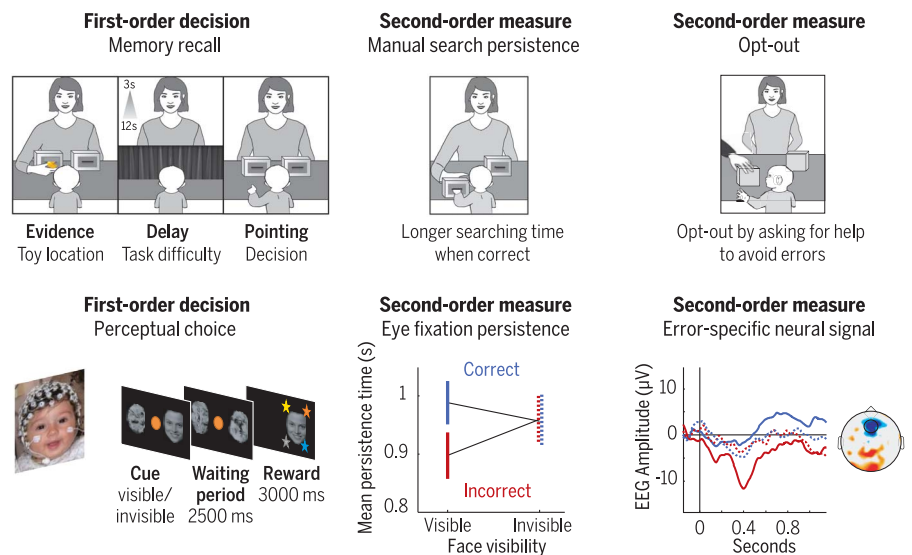 First-order decision
Memory recall
Second-order measure
Manual search persistence
Second-order measure
Opt-out
3s
12s
Evidence
Toy location
Delay
Task difficulty
Pointing
Decision
Longer searching time
when correct
Opt-out by asking for help
to avoid errors
First-order decision
Perceptual choice
Second-order measure
Eye fixation persistence
Second-order measure
Error-specific neural signal
Cue
visible/
invisible
Waiting
period
2500 ms
Reward
3000 ms
Mean persistence time (s)
1
0.9
0.8
Correct
Incorrect
Visible
Invisible
Face visibility
EEG Amplitude (µV)
10
0
-10
0
0.4
0.8
Seconds